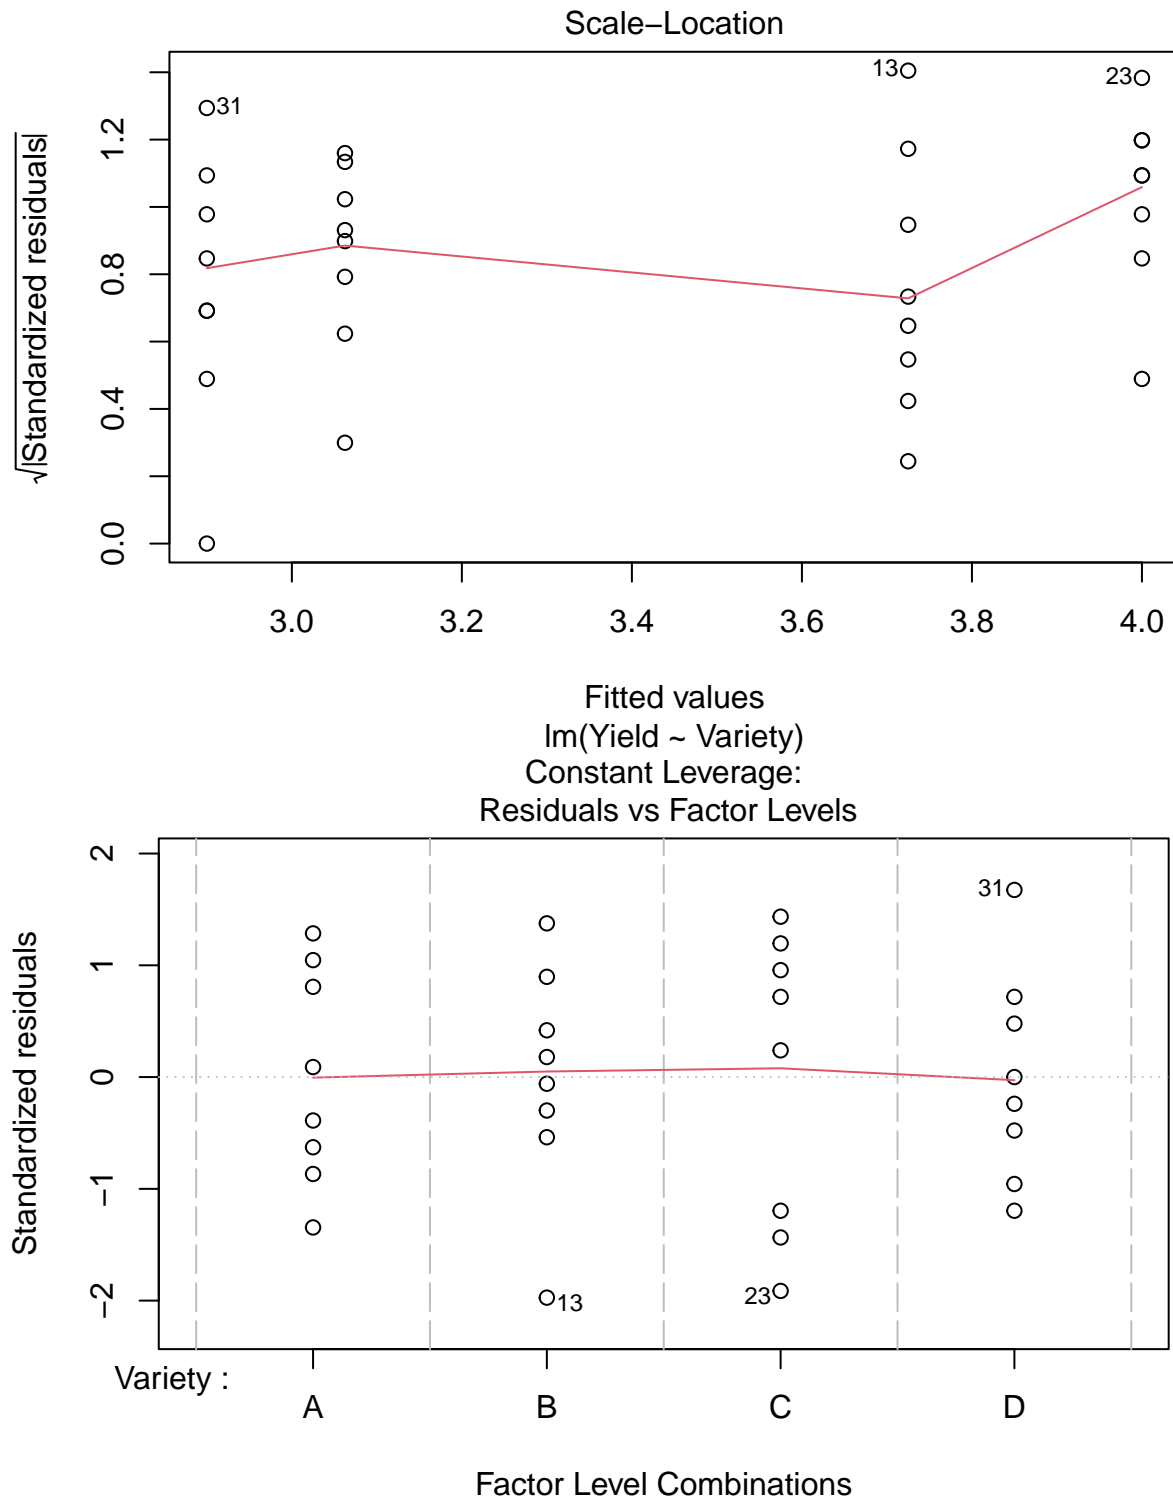 Scale−Location
√|Standardized residuals|
0.0 0.4 0.8 1.2
31
13
23
3.0 3.2 3.4 3.6 3.8 4.0
Fitted values
lm(Yield ~ Variety)
Constant Leverage:
Residuals vs Factor Levels
Standardized residuals
−2 −1 0 1 2
31
13
23
Variety :
A B C D
Factor Level Combinations